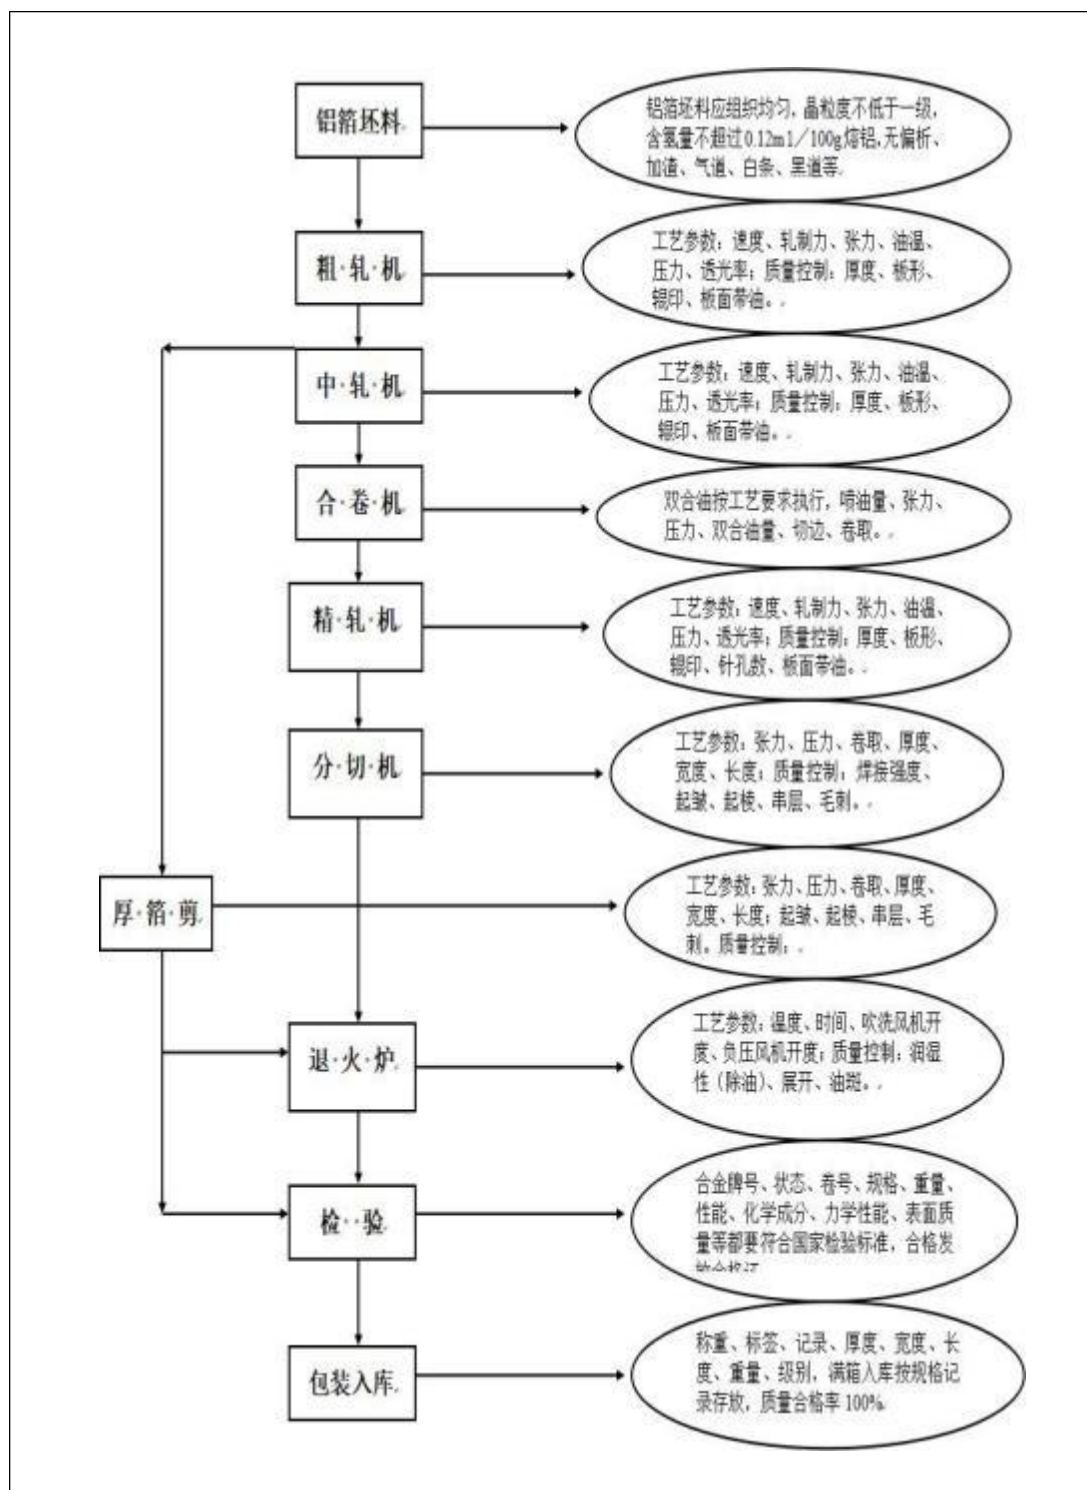 铝箔坯料
铝箔坯料应组织均匀，晶粒度不低于一级，
含氢量不超过0.12ml／100g熔铝,无偏析、
加渣、气道、白条、黑道等
粗·轧·机
工艺参数：速度、轧制力、张力、油温、
压力、透光率；质量控制：厚度、板形、
辊印、板面带油。
中·轧·机
工艺参数：速度、轧制力、张力、油温、
压力、透光率；质量控制：厚度、板形、
辊印、板面带油。
合·卷·机
双合油按工艺要求执行，喷油量、张力、
压力、双合油量、切边、卷取。
精·轧·机
工艺参数：速度、轧制力、张力、油温、
压力、透光率；质量控制：厚度、板形、
辊印、针孔数、板面带油。
分·切·机
工艺参数：张力、压力、卷取、厚度、
宽度、长度；质量控制：焊接强度、
起皱、起棱、串层、毛刺。
厚·箔·剪
工艺参数：张力、压力、卷取、厚度、
宽度、长度；起皱、起棱、串层、毛
刺。质量控制：
退·火·炉
工艺参数：温度、时间、吹洗风机开
度、负压风机开度；质量控制：润湿
性（除油）、展开、油斑。
检··验
合金牌号、状态、卷号、规格、重量、
性能、化学成分、力学性能、表面质
量等都要符合国家检验标准，合格发
包装入库
称重、标签、记录、厚度、宽度、长
度、重量、级别，满箱入库按规格记
录存放，质量合格率100%